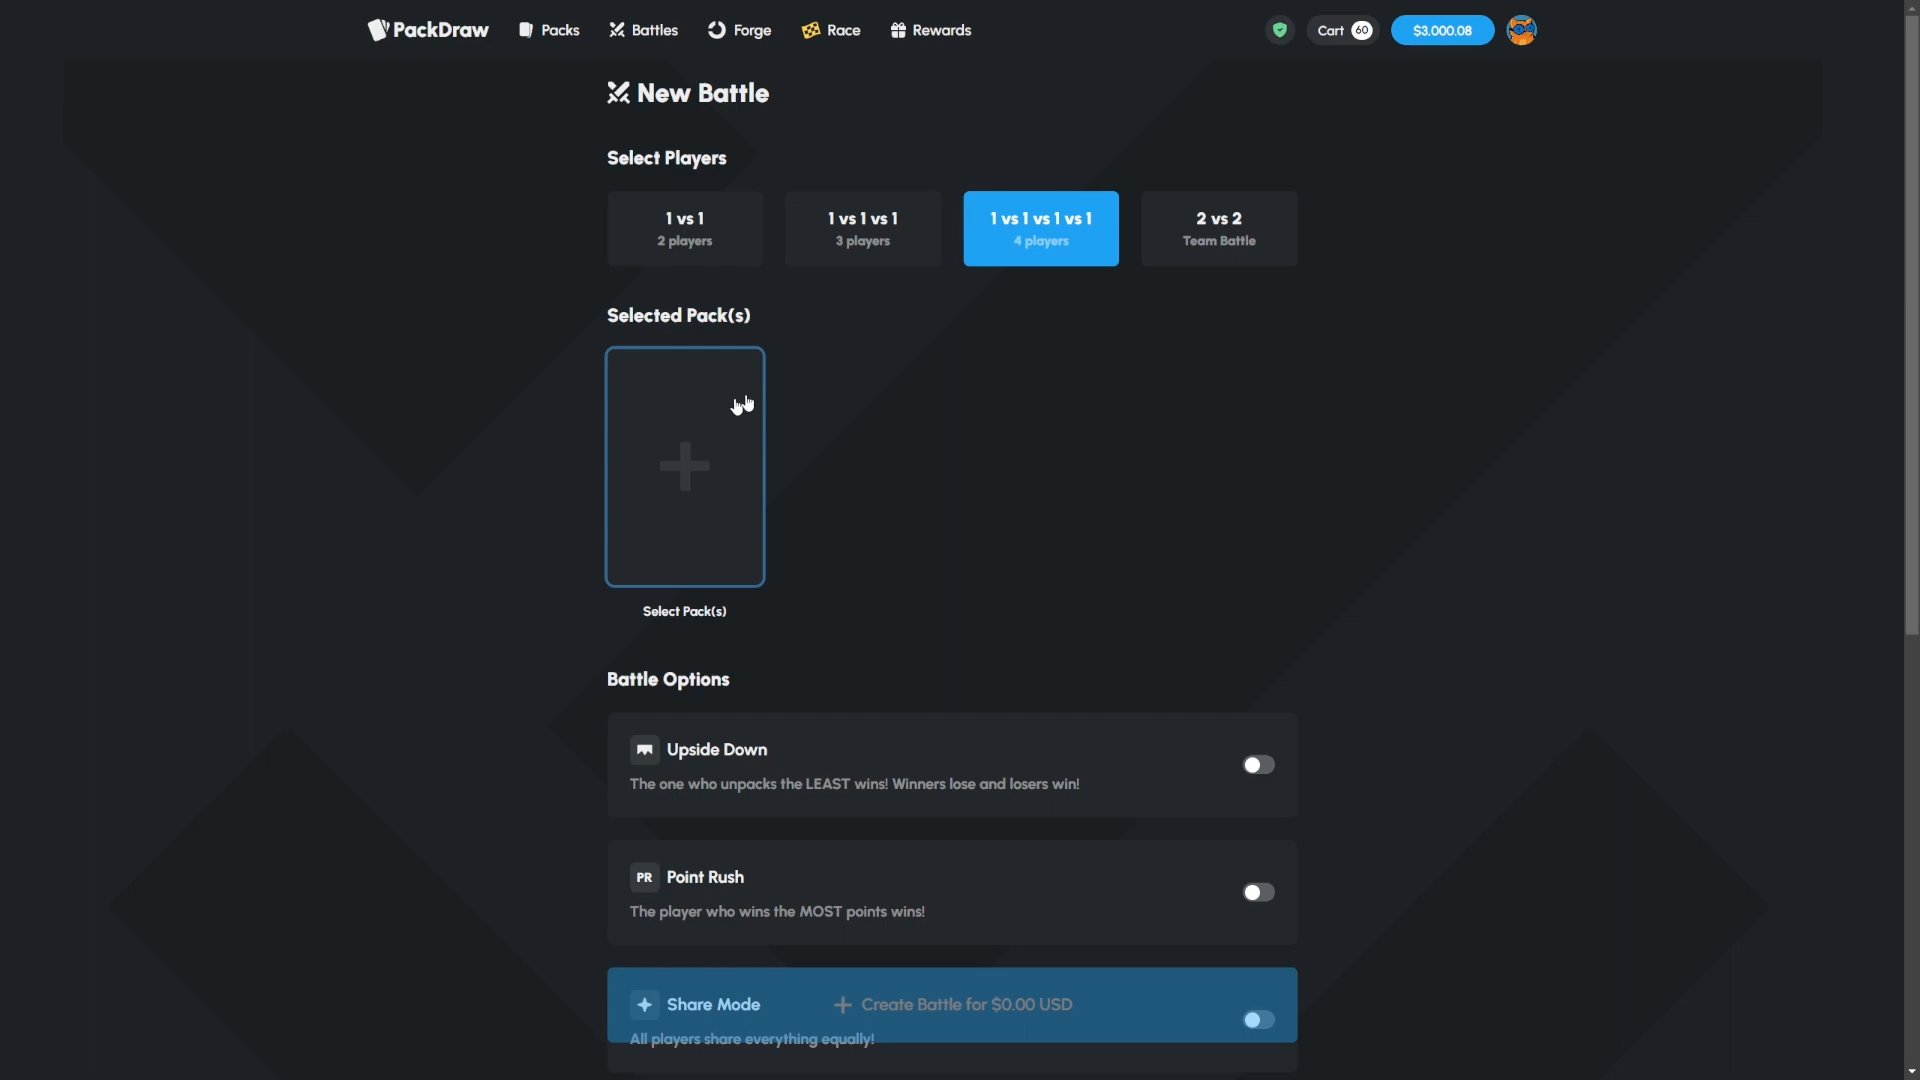 PackDraw
Packs
Battles
Forge
Race
Rewards
Cart 60
$3,000.08
New Battle
Select Players
1 vs 1
2 players
1 vs 1 vs 1
3 players
1 vs 1 vs 1 vs 1
4 players
2 vs 2
Team Battle
Selected Pack(s)
Select Pack(s)
Battle Options
Upside Down
The one who unpacks the LEAST wins! Winners lose and losers win!
PR Point Rush
The player who wins the MOST points wins!
Share Mode
Create Battle for $0.00 USD
All players share everything equally!